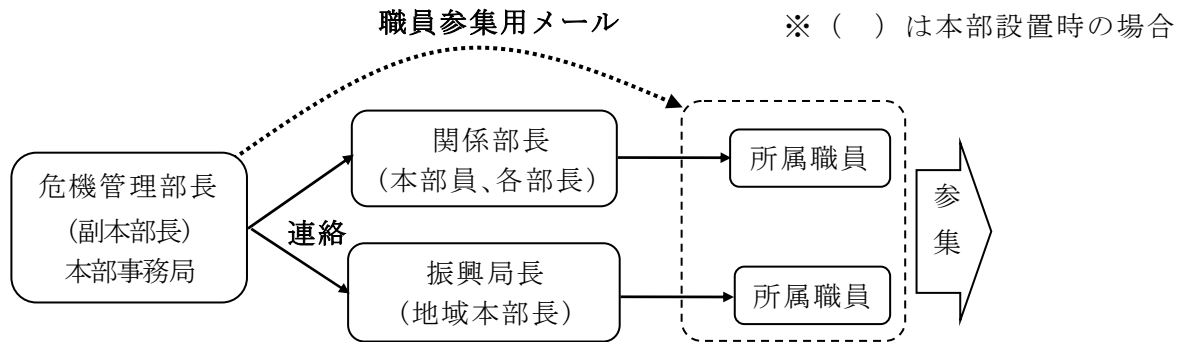 職員参集用メール
※（　）は本部設置時の場合
危機管理部長
(副本部長)
本部事務局
連絡
関係部長
(本部員、各部長)
振興局長
(地域本部長)
所属職員
所属職員
参
集